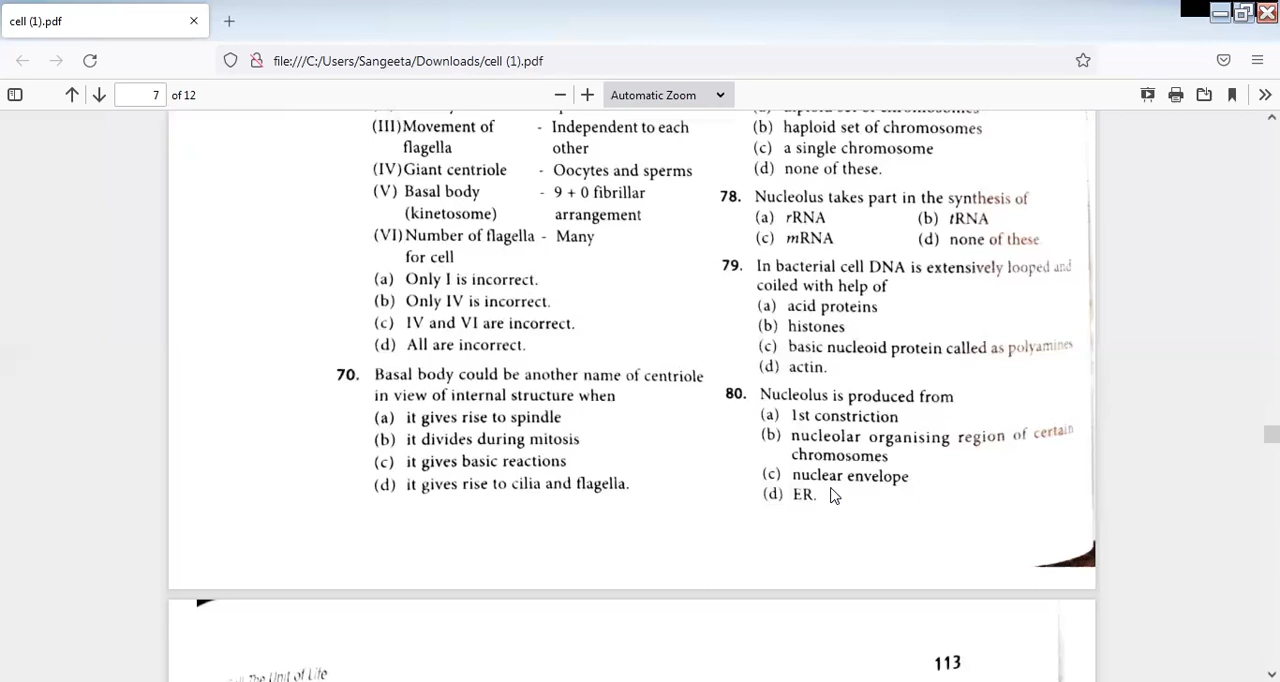 cell (1).pdf
file:///C:/Users/Sangeeta/Downloads/cell (1).pdf
7 of 12
Automatic Zoom
(III) Movement of flagella - Independent to each other
(IV) Giant centriole - Oocytes and sperms
(V) Basal body (kinetosome) - 9 + 0 fibrillar arrangement
(VI) Number of flagella for cell - Many
(a) Only I is incorrect.
(b) Only IV is incorrect.
(c) IV and VI are incorrect.
(d) All are incorrect.
70. Basal body could be another name of centriole
in view of internal structure when
(a) it gives rise to spindle
(b) it divides during mitosis
(c) it gives basic reactions
(d) it gives rise to cilia and flagella.
(b) haploid set of chromosomes
(c) a single chromosome
(d) none of these.
78. Nucleolus takes part in the synthesis of
(a) rRNA (b) tRNA
(c) mRNA (d) none of these
79. In bacterial cell DNA is extensively looped and
coiled with help of
(a) acid proteins
(b) histones
(c) basic nucleoid protein called as polyamines
(d) actin.
80. Nucleolus is produced from
(a) 1st constriction
(b) nucleolar organising region of certain
chromosomes
(c) nuclear envelope
(d) ER.
The Unit of Life
113